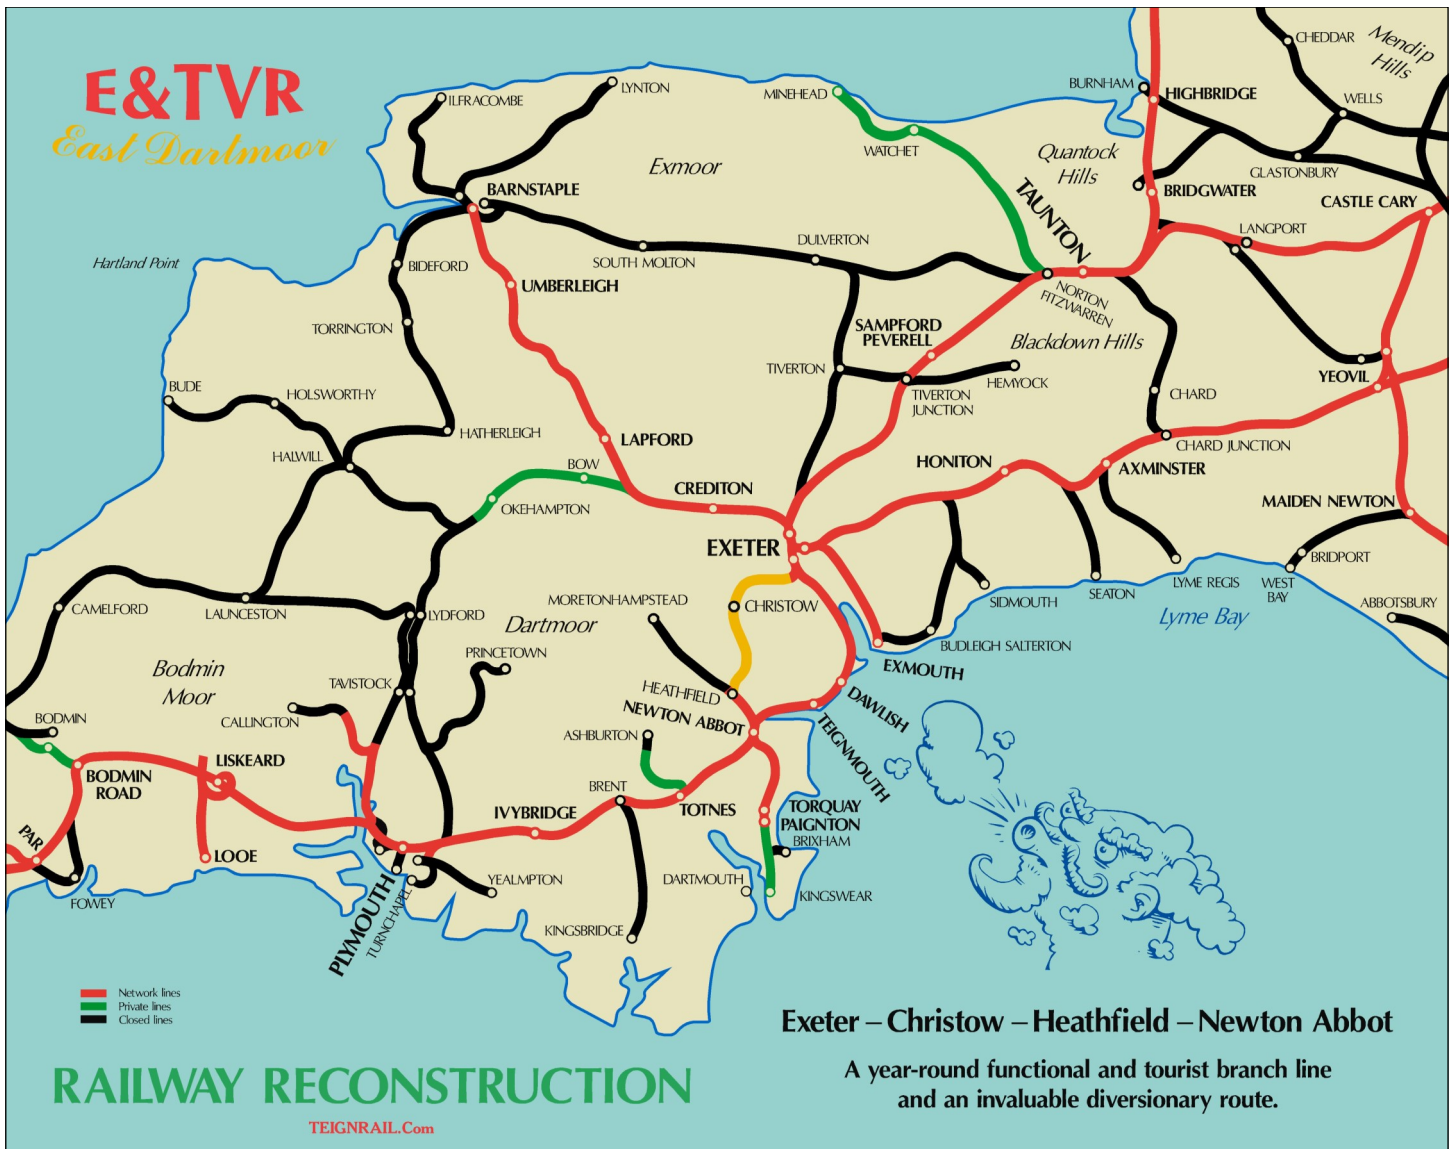 E&TVR
East Dartmoor
ILFRACOMBE
LYNTON
MINEHEAD
WATCHET
Exmoor
BARNSTAPLE
Quantock
Hills
BURNHAM
HIGHBRIDGE
CHEDDAR
Mendip
Hills
WELLS
GLASTONBURY
BRIDGWATER
CASTLE CARY
LANGPORT
TAUNTON
NORTON
FITZWARREN
Hartland Point
BIDEFORD
UMBERLEIGH
SOUTH MOLTON
DULVERTON
TORRINGTON
SAMPFORD
PEVERELL
Blackdown Hills
TIVERTON
HEMYOCK
TIVERTON
JUNCTION
CHARD
YEOVIL
BUDE
HOLSWORTHY
HATHERLEIGH
HALWILL
LAPFORD
BOW
OKEHAMPTON
CREDITON
HONITON
CHARD JUNCTION
AXMINSTER
MAIDEN NEWTON
EXETER
BRIDPORT
WEST
BAY
LYME REGIS
SEATON
SIDMOUTH
ABBOTSBURY
Lyme Bay
CAMELFORD
LAUNCESTON
LYDFORD
MORETONHAMPSTEAD
CHRISTOW
Dartmoor
PRINCETOWN
BUDLEIGH SALTERTON
EXMOUTH
Bodmin
Moor
TAVISTOCK
HEATHFIELD
DAWLISH
NEWTON ABBOT
TEIGNMOUTH
BODMIN
CALLINGTON
ASHBURTON
LISKEARD
BODMIN
ROAD
BRENT
IVYBRIDGE
TOTNES
TORQUAY
PAIGNTON
BRIXHAM
PAR
LOOE
FOWEY
PLYMOUTH
TURNCHAPEL
YEALMPTON
DARTMOUTH
KINGSWEAR
KINGSBRIDGE
Network lines
Private lines
Closed lines
Exeter – Christow – Heathfield – Newton Abbot
A year-round functional and tourist branch line
and an invaluable diversionary route.
RAILWAY RECONSTRUCTION
TEIGNRAIL.Com